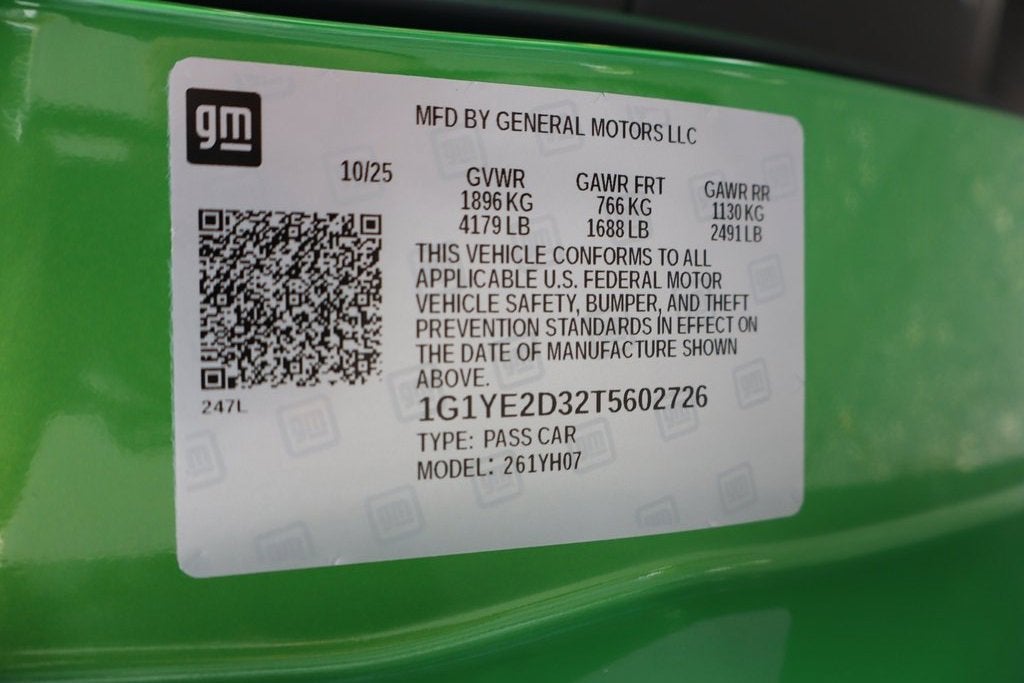 gm
MFD BY GENERAL MOTORS LLC
10/25
GVWR GAWR FRT GAWR RR
1896 KG 766 KG 1130 KG
4179 LB 1688 LB 2491 LB
THIS VEHICLE CONFORMS TO ALL
APPLICABLE U.S. FEDERAL MOTOR
VEHICLE SAFETY, BUMPER, AND THEFT
PREVENTION STANDARDS IN EFFECT ON
THE DATE OF MANUFACTURE SHOWN
ABOVE.
247L
1G1YE2D32T5602726
TYPE: PASS CAR
MODEL: 261YH07